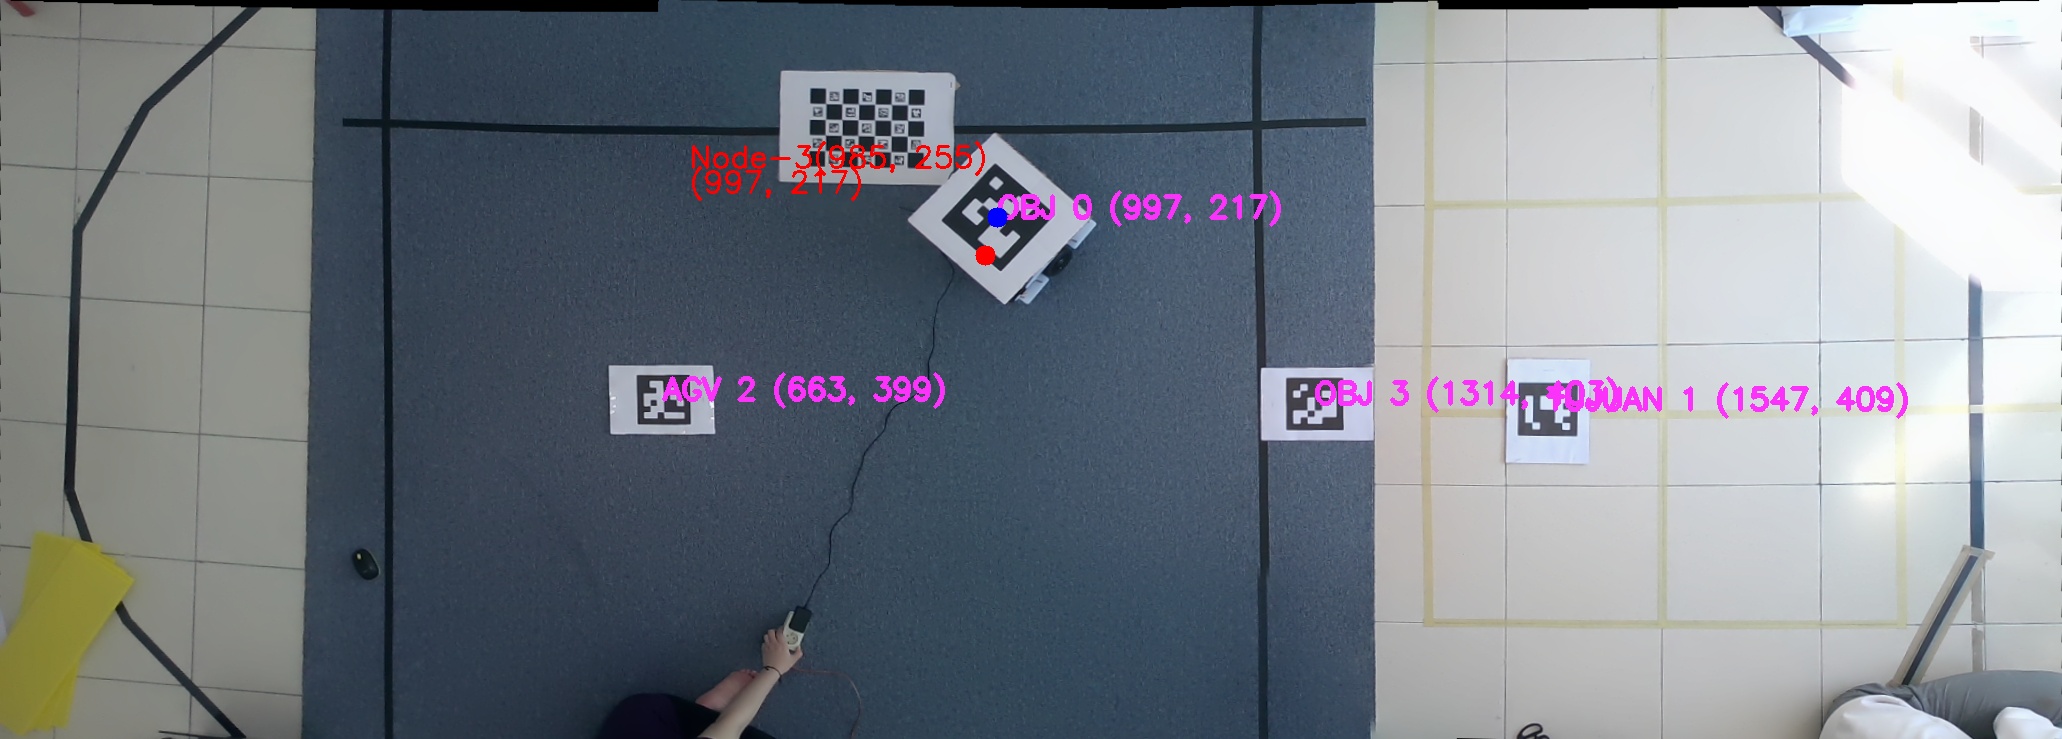 Node-3(985, 255)
(997, 217)
OBJ 0 (997, 217)
AGV 2 (663, 399)
OBJ 3 (1314, 403)
TUJUAN 1 (1547, 409)